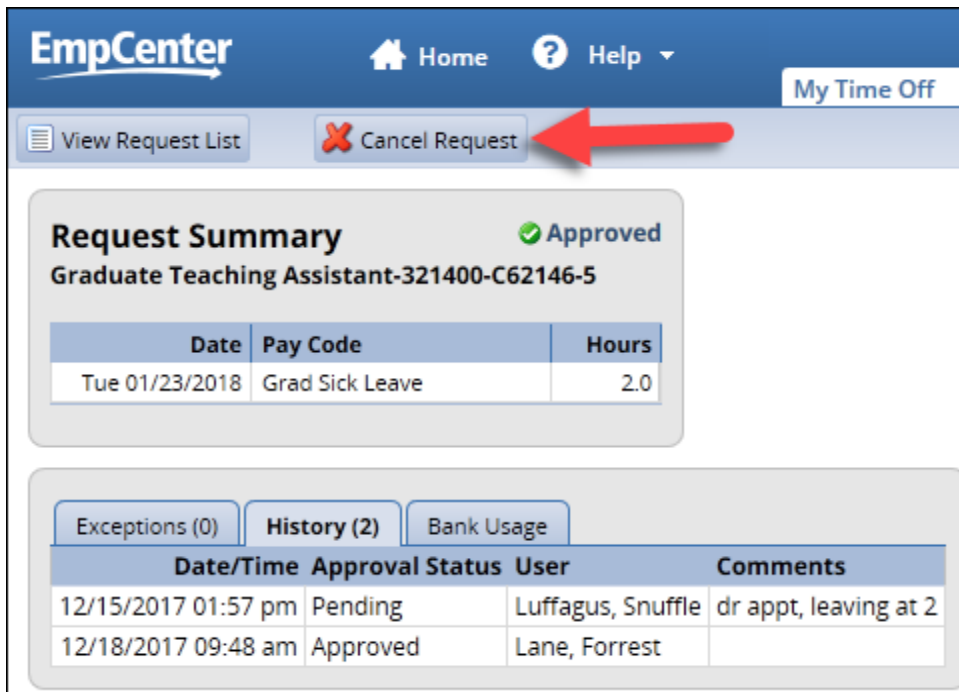 EmpCenter Home Help
My Time Off
View Request List Cancel Request
Request Summary Approved
Graduate Teaching Assistant-321400-C62146-5
Date Pay Code Hours
Tue 01/23/2018 Grad Sick Leave 2.0
Exceptions (0) History (2) Bank Usage
Date/Time Approval Status User Comments
12/15/2017 01:57 pm Pending Luffagus, Snuffle dr appt, leaving at 2
12/18/2017 09:48 am Approved Lane, Forrest